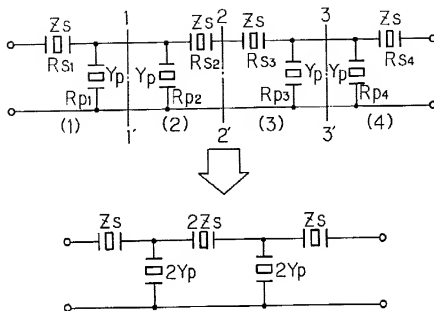 1 2 3
Zs Zs Zs Zs
Rs1 Yp Yp Rs2 Rs3 Yp Yp Rs4
Rp1 Rp2 Rp3 Rp4
(1) 1' (2) 2' (3) 3' (4)
Zs 2Zs Zs
2Yp 2Yp